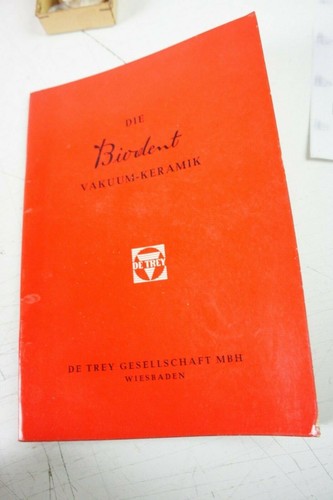 DIE
Biodent
VAKUUM-KERAMIK
DE TREY
DE TREY GESELLSCHAFT MBH
WIESBADEN